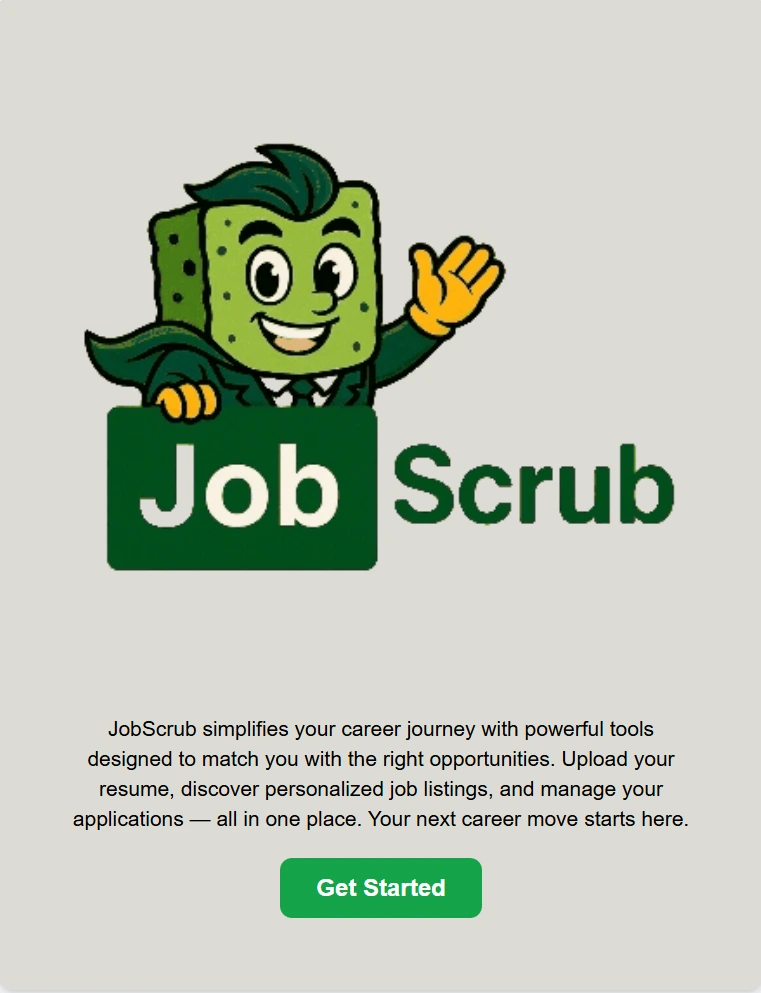 Job Scrub
JobScrub simplifies your career journey with powerful tools
designed to match you with the right opportunities. Upload your
resume, discover personalized job listings, and manage your
applications — all in one place. Your next career move starts here.
Get Started